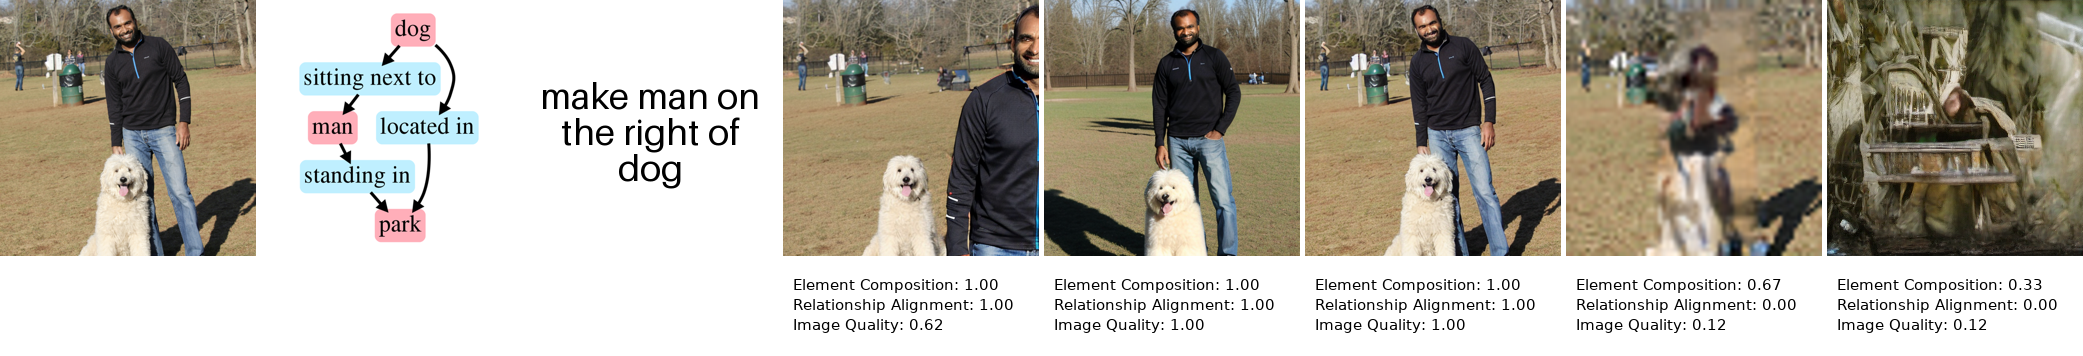 dog
sitting next to
man
located in
standing in
park
make man on
the right of
dog
Element Composition: 1.00
Relationship Alignment: 1.00
Image Quality: 0.62
Element Composition: 1.00
Relationship Alignment: 1.00
Image Quality: 1.00
Element Composition: 1.00
Relationship Alignment: 1.00
Image Quality: 1.00
Element Composition: 0.67
Relationship Alignment: 0.00
Image Quality: 0.12
Element Composition: 0.33
Relationship Alignment: 0.00
Image Quality: 0.12